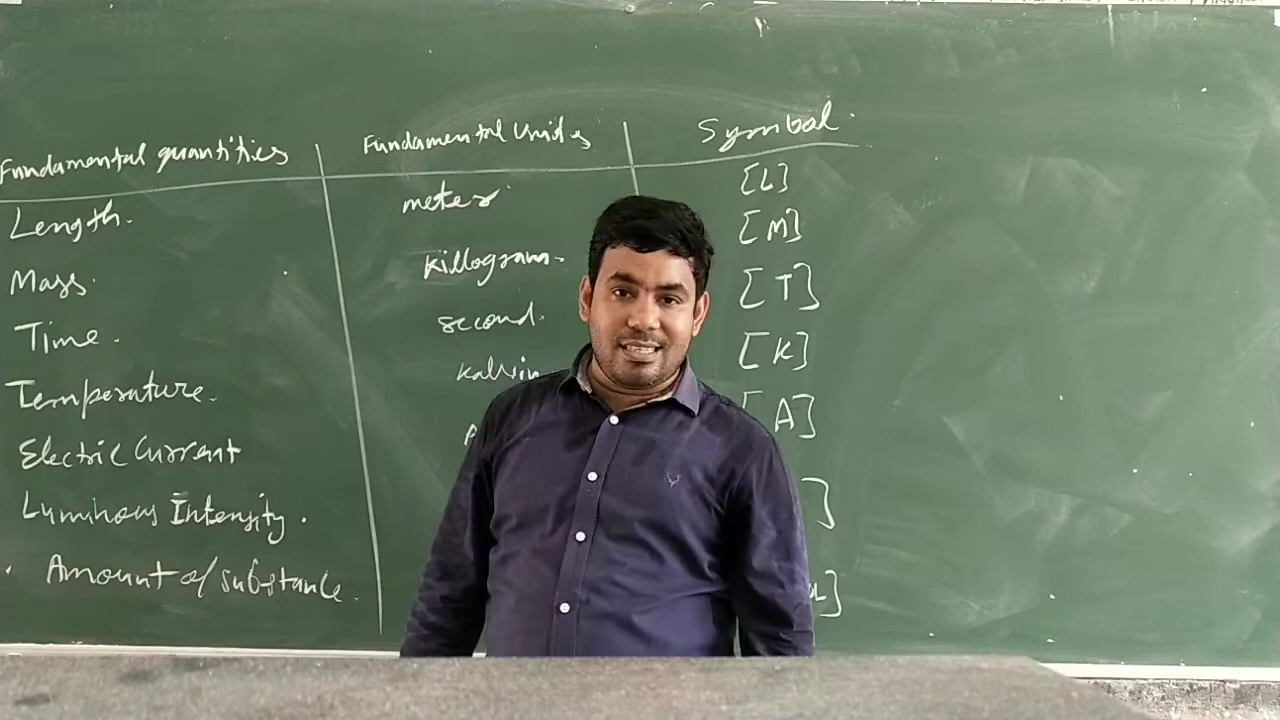 Fundamental quantities Fundamental Units Symbol
Length. meter [L]
Mass. killogram [M]
Time. second. [T]
Temperature. kalvin [K]
Electric Current A]
Luminous Intensity. ]
Amount of substance.